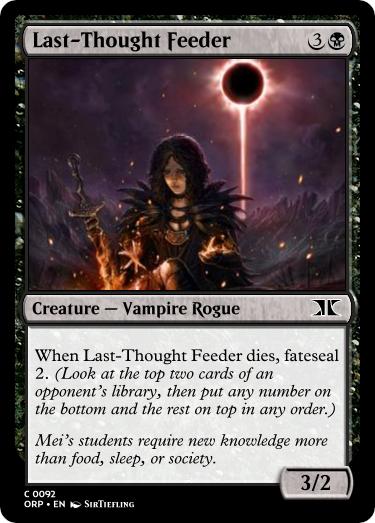 Last-Thought Feeder 3
Creature — Vampire Rogue
When Last-Thought Feeder dies, fateseal
2. (Look at the top two cards of an
opponent's library, then put any number on
the bottom and the rest on top in any order.)
Mei's students require new knowledge more
than food, sleep, or society.
3/2
C 0092
ORP • EN SirTiefling